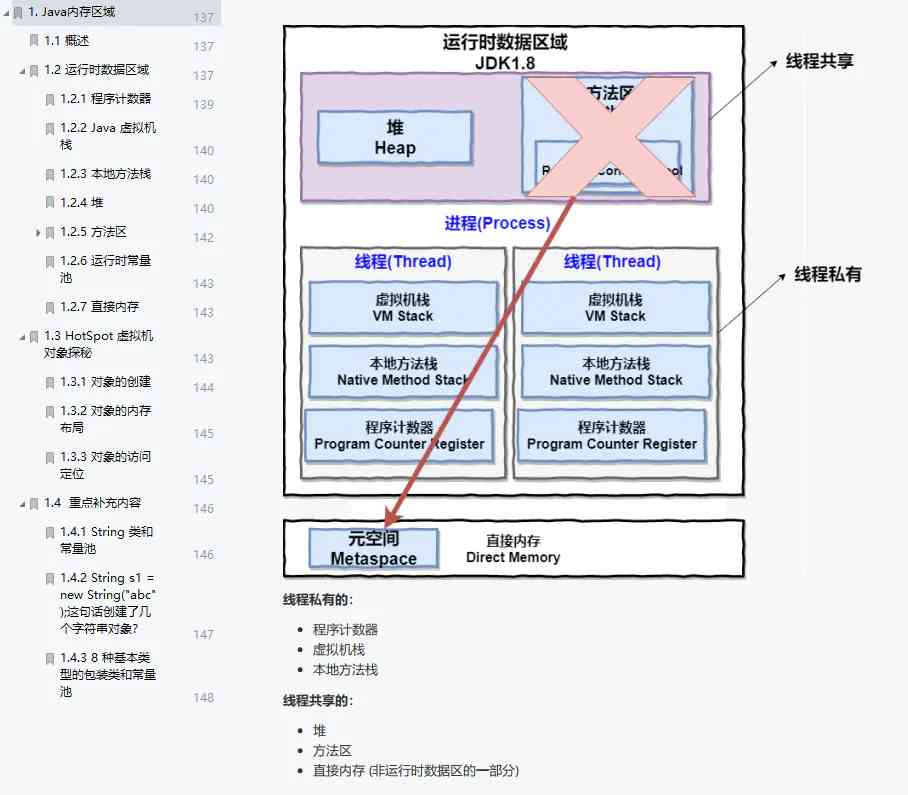 1. Java内存区域 137
1.1 概述 137
1.2 运行时数据区域 137
1.2.1 程序计数器 139
1.2.2 Java 虚拟机
栈 140
1.2.3 本地方法栈 140
1.2.4 堆 140
1.2.5 方法区 142
1.2.6 运行时常量
池 143
1.2.7 直接内存 143
1.3 HotSpot 虚拟机
对象探秘 143
1.3.1 对象的创建 144
1.3.2 对象的内存
布局 145
1.3.3 对象的访问
定位 145
1.4 重点补充内容 146
1.4.1 String 类和
常量池 146
1.4.2 String s1 =
new String("abc"
);这句话创建了几
个字符串对象? 147
1.4.3 8 种基本类
型的包装类和常量
池 148
运行时数据区域
JDK1.8
线程共享
堆
Heap
方法区
进程(Process)
线程(Thread)
线程(Thread)
线程私有
虚拟机栈
VM Stack
虚拟机栈
VM Stack
本地方法栈
Native Method Stack
本地方法栈
Native Method Stack
程序计数器
Program Counter Register
程序计数器
Program Counter Register
元空间
Metaspace
直接内存
Direct Memory
线程私有的:
• 程序计数器
• 虚拟机栈
• 本地方法栈
线程共享的:
• 堆
• 方法区
• 直接内存 (非运行时数据区的一部分)